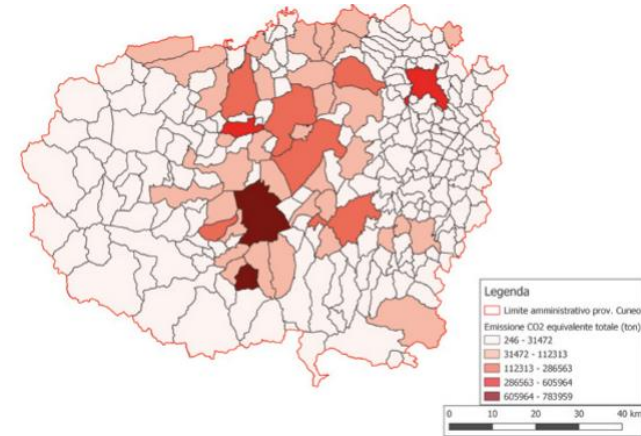 Legenda
Limite amministrativo prov. Cuneo
Emissione CO2 equivalente totale (ton)
246 - 31472
31472 - 112313
112313 - 286563
286563 - 605964
605964 - 783959
0 10 20 30 40 km